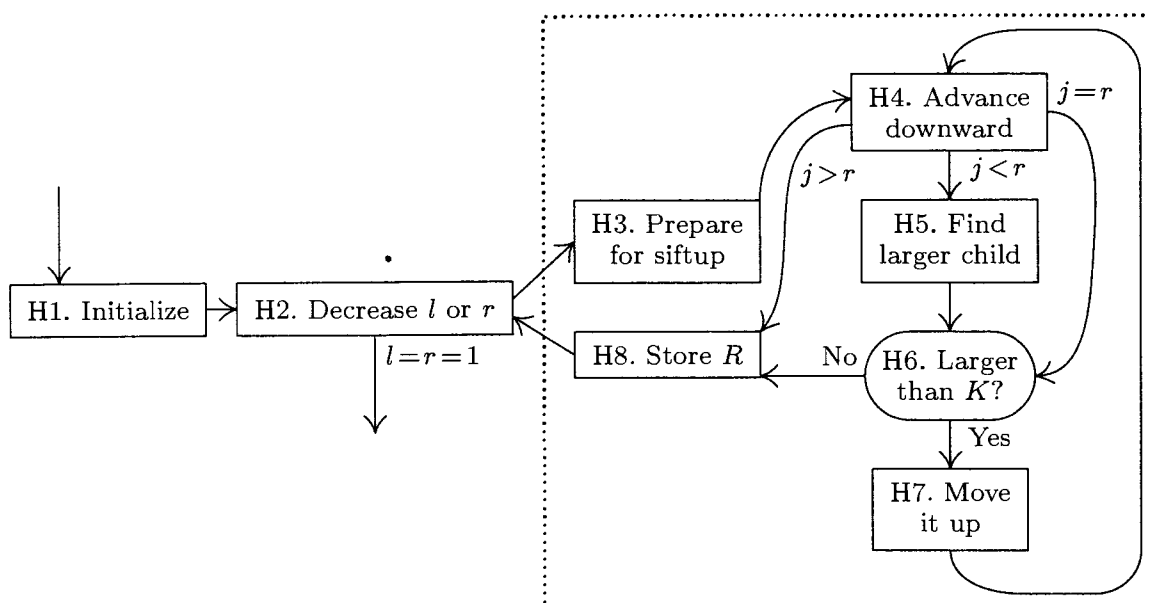 H1. Initialize
H2. Decrease l or r
l=r=1
H3. Prepare
for siftup
H4. Advance
downward
j=r
j>r
j<r
H5. Find
larger child
H6. Larger
than K?
No
Yes
H7. Move
it up
H8. Store R